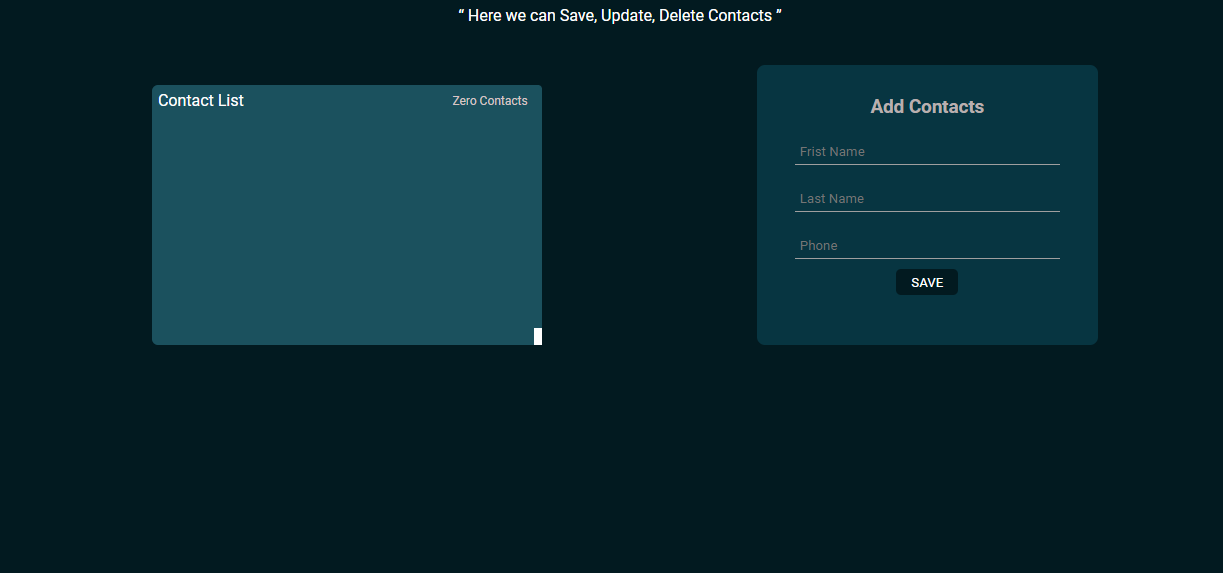 “ Here we can Save, Update, Delete Contacts ”
Contact List
Zero Contacts
Add Contacts
Frist Name
Last Name
Phone
SAVE